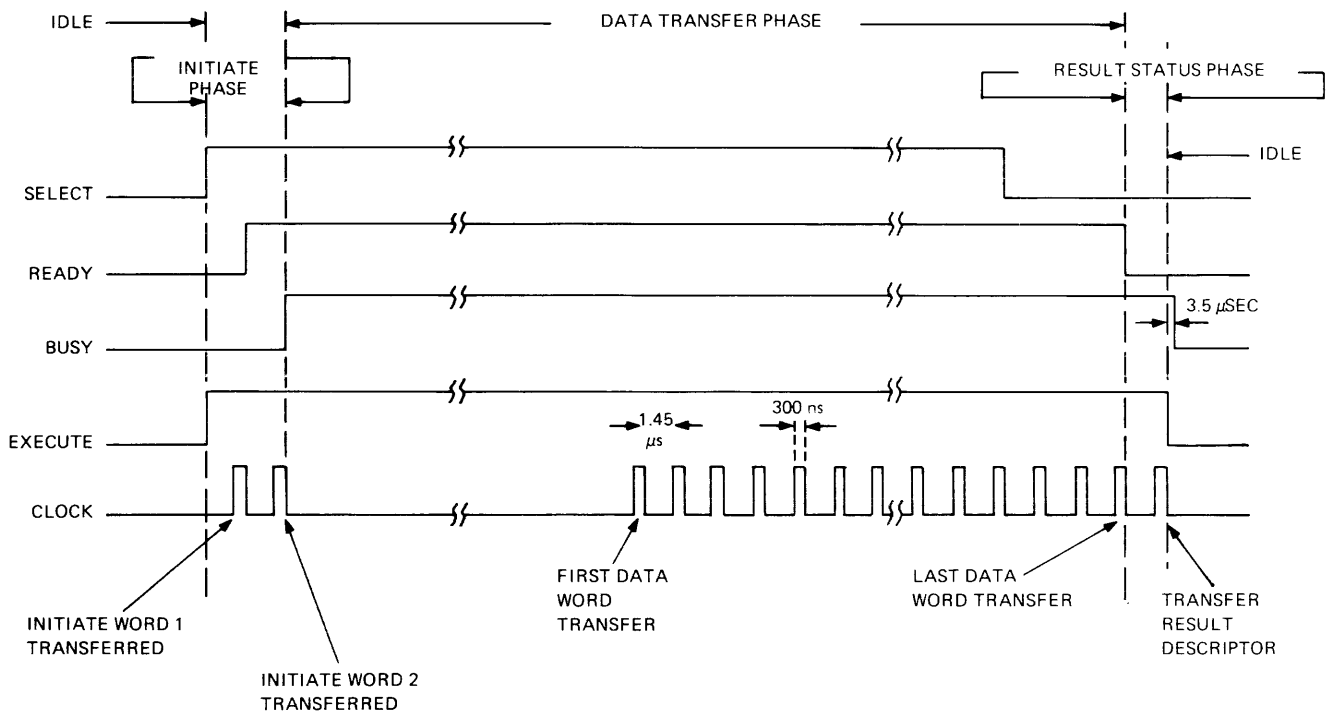 IDLE
DATA TRANSFER PHASE
INITIATE
PHASE
RESULT STATUS PHASE
IDLE
SELECT
READY
3.5 μSEC
BUSY
1.45
μs
300 ns
EXECUTE
CLOCK
INITIATE WORD 1
TRANSFERRED
INITIATE WORD 2
TRANSFERRED
FIRST DATA
WORD
TRANSFER
LAST DATA
WORD TRANSFER
TRANSFER
RESULT
DESCRIPTOR